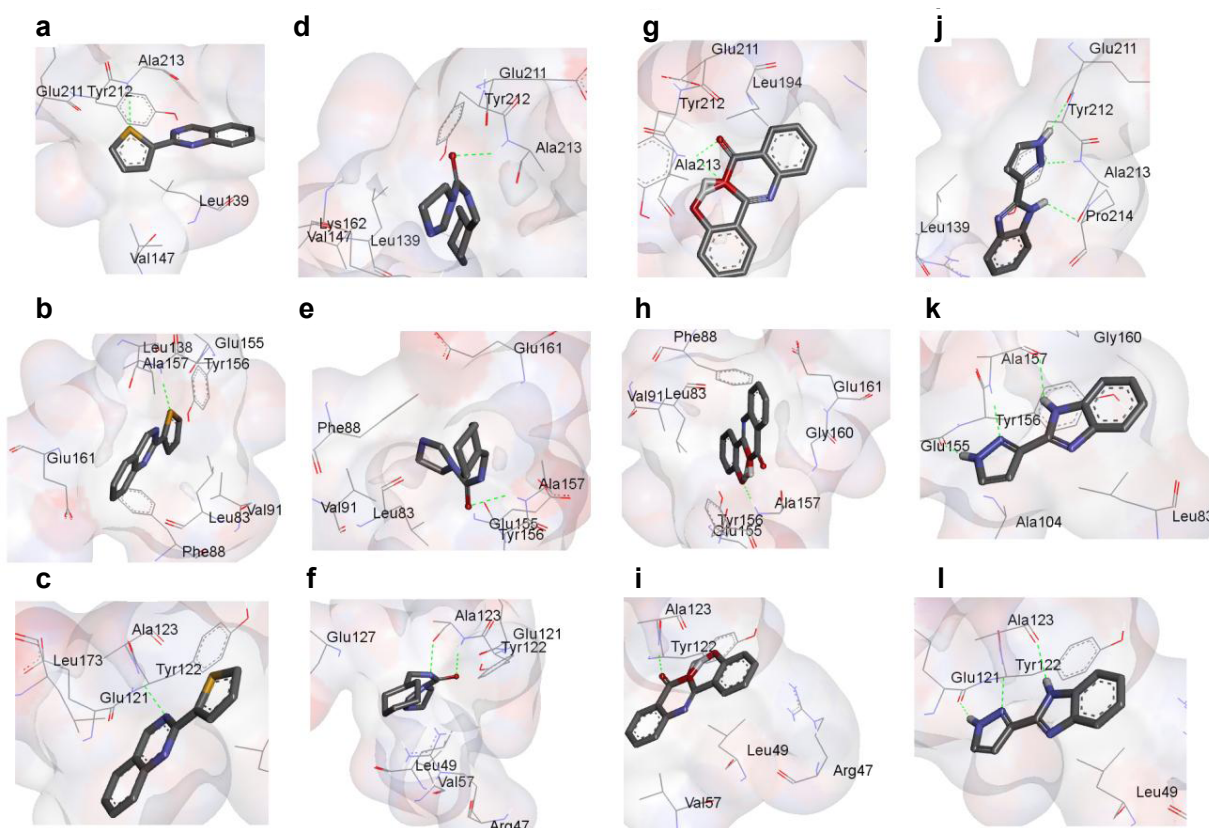 a
Ala213
Glu211 Tyr212
Leu139
Val147
d
Glu211
Tyr212
Ala213
Lys162
Val147 Leu139
g
Glu211
Leu194
Tyr212
Ala213
j
Glu211
Tyr212
Ala213
Pro214
Leu139
b
Leu138 Glu155
Ala157 Tyr156
Glu161
Leu83 Val91
Phe88
e
Glu161
Phe88
Ala157
Val91 Leu83
Glu155
Tyr156
h
Phe88
Glu161
Val91 Leu83
Gly160
Tyr156 Ala157
Glu155
k
Gly160
Ala157
Tyr156
Glu155
Ala104
Leu83
c
Ala123
Leu173
Tyr122
Glu121
f
Ala123
Glu127 Glu121
Tyr122
Leu49
Val57
Arg47
i
Ala123
Tyr122
Leu49
Arg47
Val57
l
Ala123
Tyr122
Glu121
Leu49